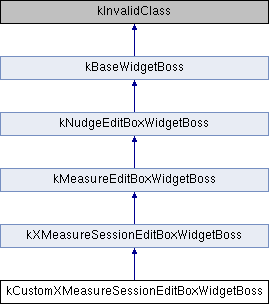 kInvalidClass
kBaseWidgetBoss
kNudgeEditBoxWidgetBoss
kMeasureEditBoxWidgetBoss
kXMeasureSessionEditBoxWidgetBoss
kCustomXMeasureSessionEditBoxWidgetBoss